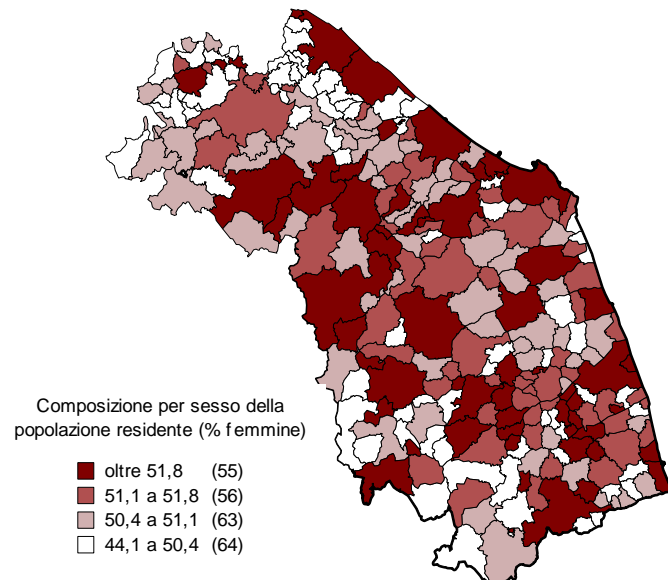 Composizione per sesso della
popolazione residente (% femmine)
oltre 51,8 (55)
51,1 a 51,8 (56)
50,4 a 51,1 (63)
44,1 a 50,4 (64)